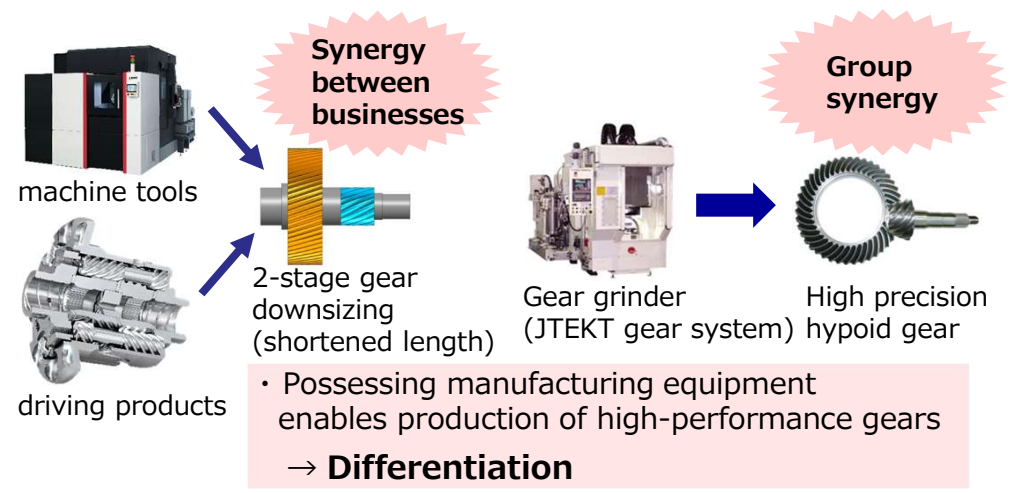 Synergy
between
businesses
Group
synergy
machine tools
2-stage gear
downsizing
(shortened length)
Gear grinder
(JTEKT gear system)
High precision
hypoid gear
driving products
・Possessing manufacturing equipment
enables production of high-performance gears
→ Differentiation